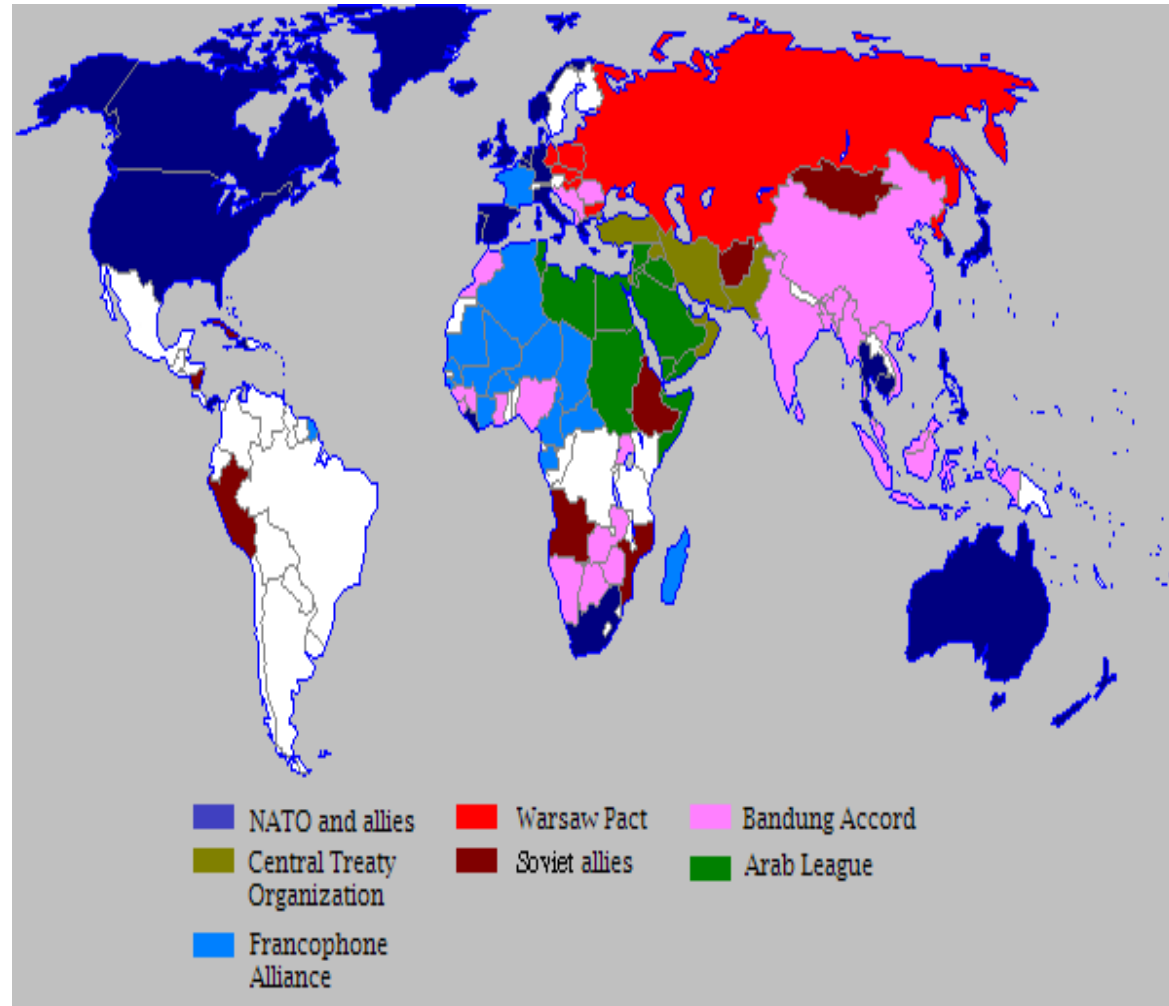 NATO and allies
Warsaw Pact
Bandung Accord
Central Treaty
Organization
Soviet allies
Arab League
Francophone
Alliance